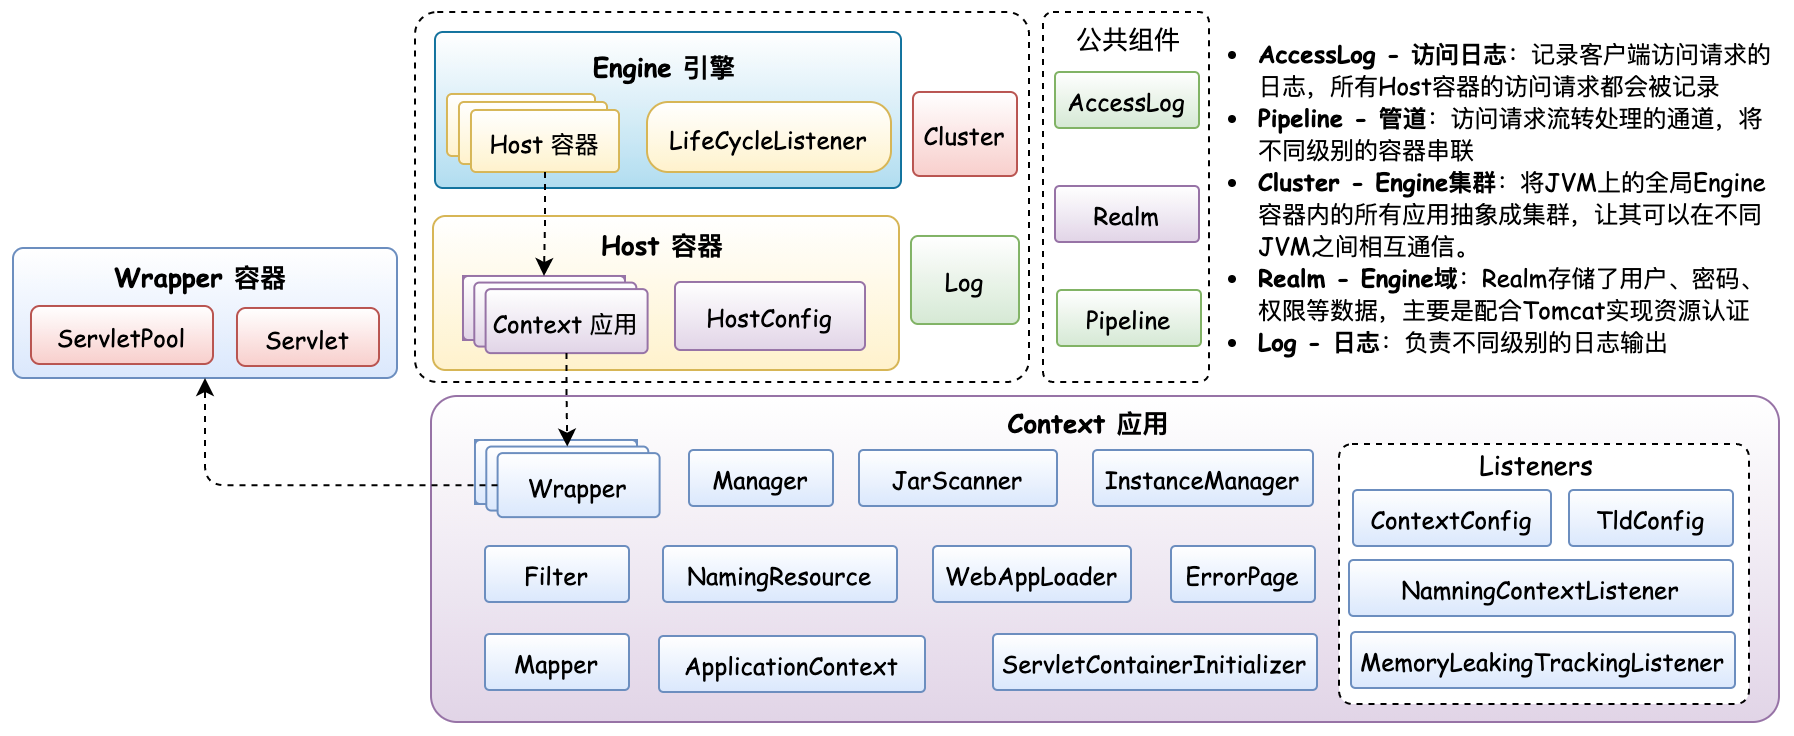 Engine 引擎
Host 容器
LifeCycleListener
Cluster
Host 容器
Context 应用
HostConfig
Log
公共组件
AccessLog
Realm
Pipeline
• AccessLog - 访问日志：记录客户端访问请求的
日志，所有Host容器的访问请求都会被记录
• Pipeline - 管道：访问请求流转处理的通道，将
不同级别的容器串联
• Cluster - Engine集群：将JVM上的全局Engine
容器内的所有应用抽象成集群，让其可以在不同
JVM之间相互通信。
• Realm - Engine域：Realm存储了用户、密码、
权限等数据，主要是配合Tomcat实现资源认证
• Log - 日志：负责不同级别的日志输出
Wrapper 容器
ServletPool
Servlet
Context 应用
Wrapper
Manager
JarScanner
InstanceManager
Filter
NamingResource
WebAppLoader
ErrorPage
Mapper
ApplicationContext
ServletContainerInitializer
Listeners
ContextConfig
TldConfig
NamningContextListener
MemoryLeakingTrackingListener